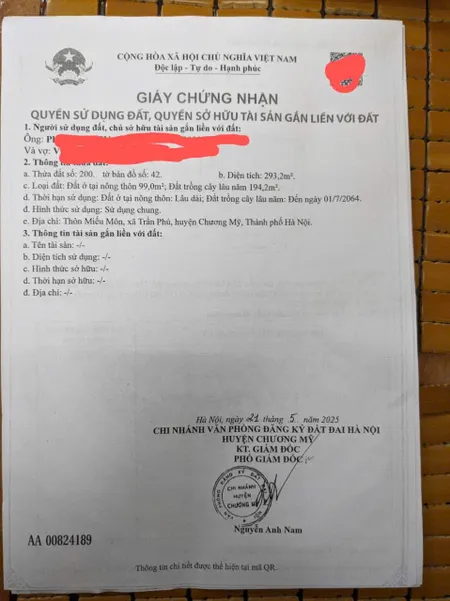 CỘNG HÒA XÃ HỘI CHỦ NGHĨA VIỆT NAM
Độc lập - Tự do - Hạnh phúc
GIẤY CHỨNG NHẬN
QUYỀN SỬ DỤNG ĐẤT, QUYỀN SỞ HỮU TÀI SẢN GẮN LIỀN VỚI ĐẤT
1. Người sử dụng đất, chủ sở hữu tài sản gắn liền với đất:
Ông:
Và vợ:
2. Thông tin thửa đất:
a. Thửa đất số: 200. tờ bản đồ số: 42. b. Diện tích: 293,2m².
c. Loại đất: Đất ở tại nông thôn 99,0m², Đất trồng cây lâu năm 194,2m².
d. Thời hạn sử dụng: Đất ở tại nông thôn: Lâu dài; Đất trồng cây lâu năm: Đến ngày 01/7/2064.
đ. Hình thức sử dụng: Sử dụng chung.
e. Địa chỉ: Thôn Miếu Môn, xã Trần Phú, huyện Chương Mỹ, Thành phố Hà Nội.
3. Thông tin tài sản gắn liền với đất:
a. Tên tài sản: -/-
b. Diện tích sử dụng: -/-
c. Hình thức sở hữu: -/-
d. Thời hạn sở hữu: -/-
đ. Địa chỉ: -/-
Hà Nội, ngày 21 tháng 5 năm 2025
CHI NHÁNH VĂN PHÒNG ĐĂNG KÝ ĐẤT ĐAI HÀ NỘI
HUYỆN CHƯƠNG MỸ
KT. GIÁM ĐỐC
PHÓ GIÁM ĐỐC
CHI NHÁNH
HUYỆN
CHƯƠNG MỸ
Nguyễn Anh Nam
AA 00824189
Thông tin chi tiết được thể hiện tại mã QR.